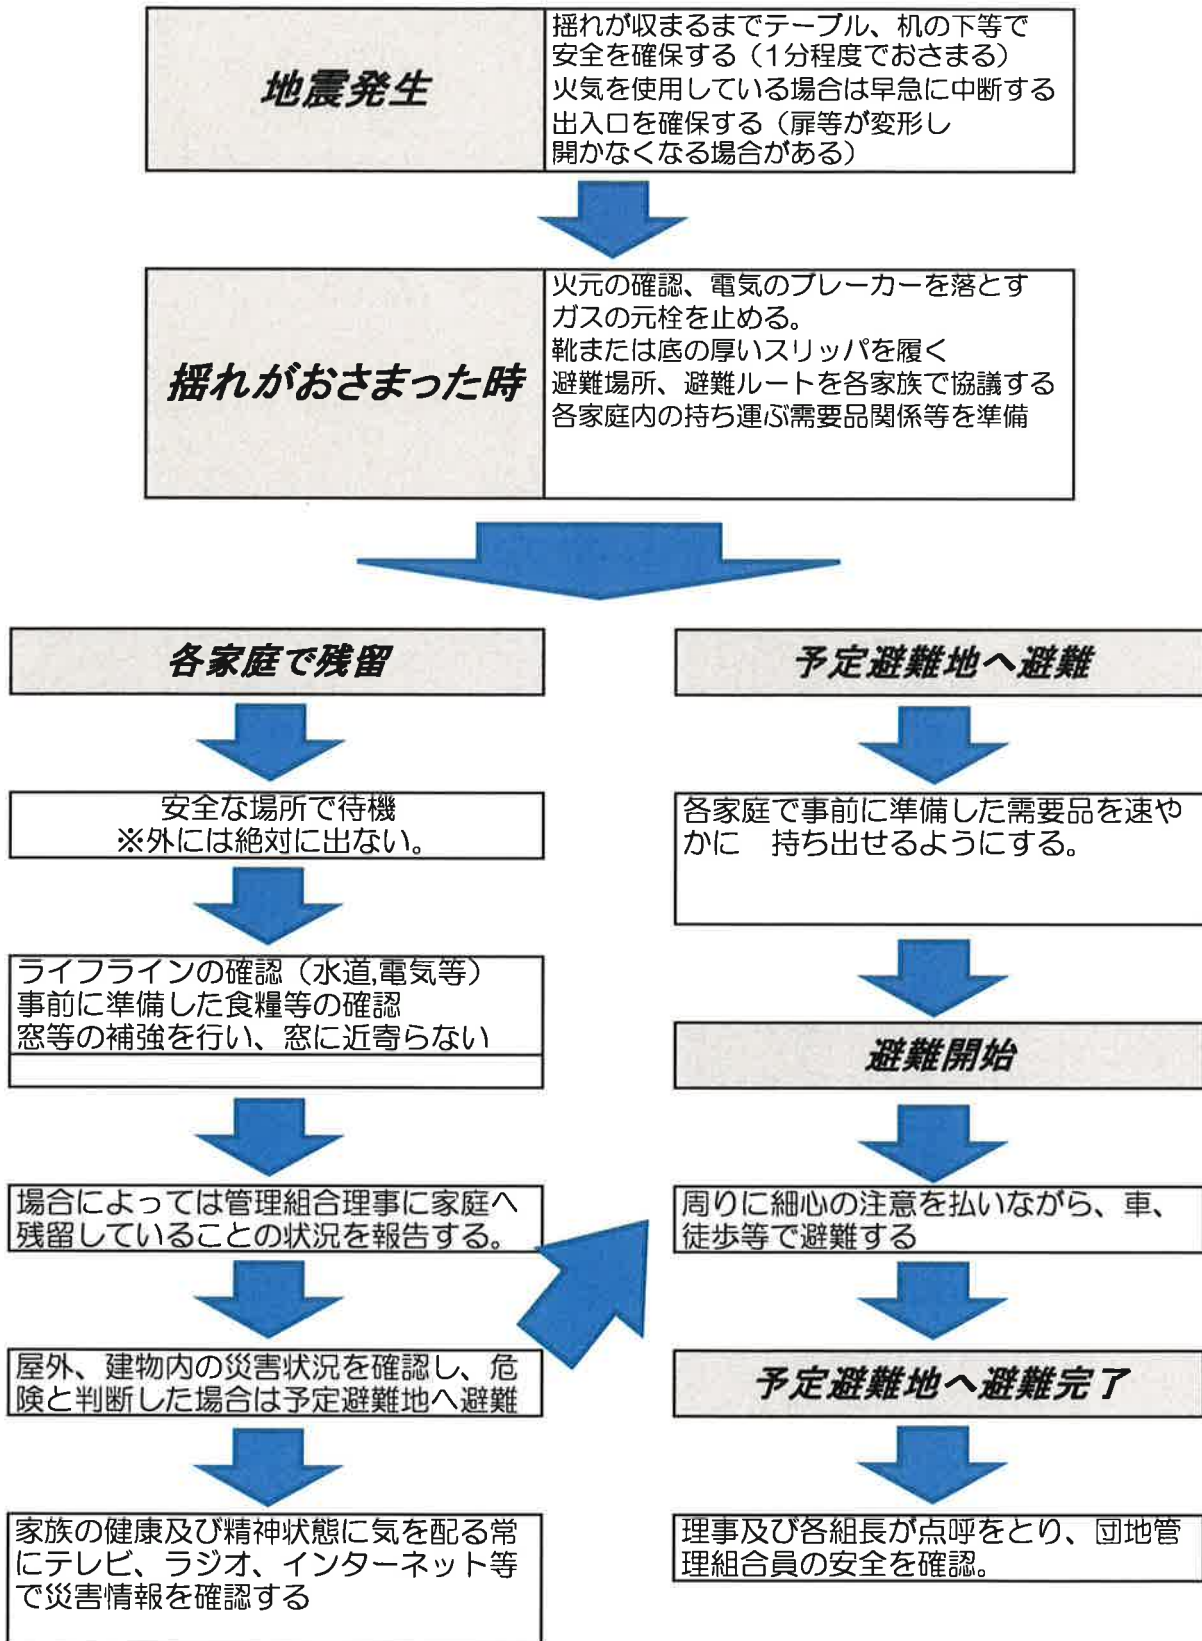 地震発生
揺れが収まるまでテーブル、机の下等で
安全を確保する（1分程度でおさまる）
火気を使用している場合は早急に中断する
出入口を確保する（扉等が変形し
開かなくなる場合がある）
揺れがおさまった時
火元の確認、電気のブレーカーを落とす
ガスの元栓を止める。
靴または底の厚いスリッパを履く
避難場所、避難ルートを各家族で協議する
各家庭内の持ち運ぶ需要品関係等を準備
各家庭で残留
安全な場所で待機
※外には絶対に出ない。
ライフラインの確認（水道,電気等）
事前に準備した食糧等の確認
窓等の補強を行い、窓に近寄らない
場合によっては管理組合理事に家庭へ
残留していることの状況を報告する。
屋外、建物内の災害状況を確認し、危
険と判断した場合は予定避難地へ避難
家族の健康及び精神状態に気を配る常
にテレビ、ラジオ、インターネット等
で災害情報を確認する
予定避難地へ避難
各家庭で事前に準備した需要品を速や
かに　持ち出せるようにする。
避難開始
周りに細心の注意を払いながら、車、
徒歩等で避難する
予定避難地へ避難完了
理事及び各組長が点呼をとり、団地管
理組合員の安全を確認。